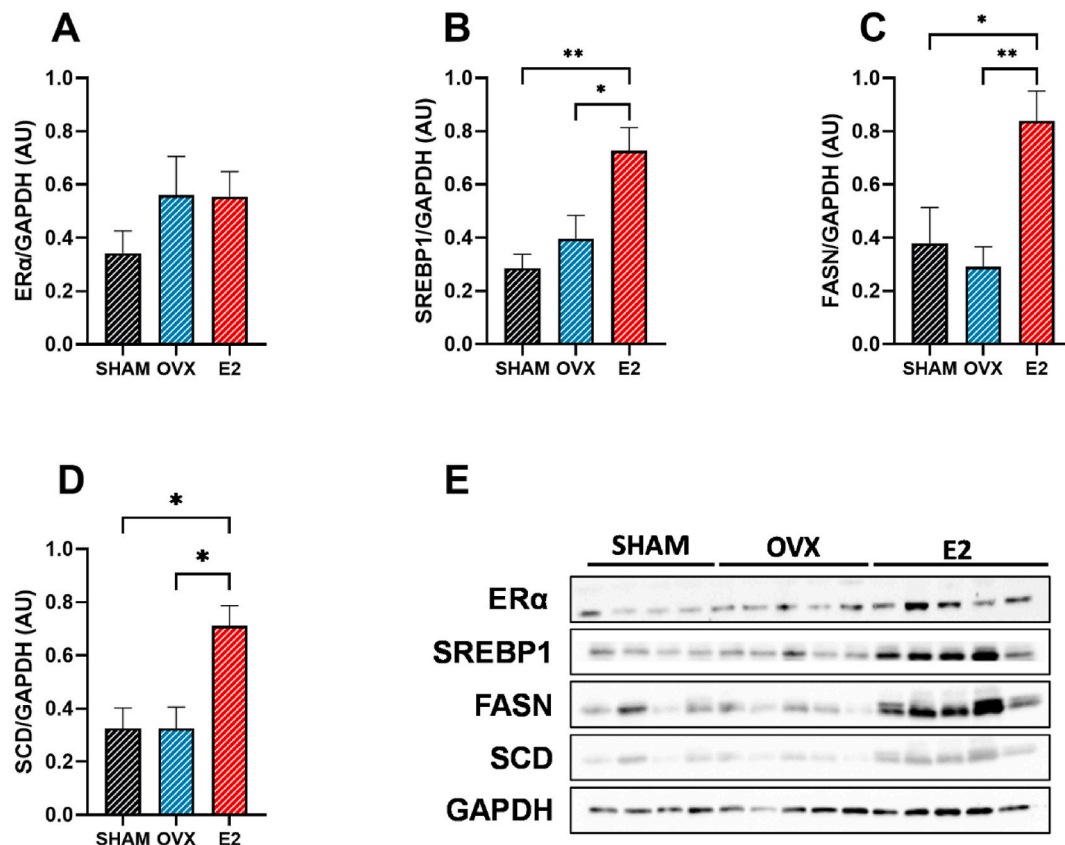 A
ERα/GAPDH (AU)
1.0
0.8
0.6
0.4
0.2
0.0
SHAM OVX E2
B
**
*
SREBP1/GAPDH (AU)
1.0
0.8
0.6
0.4
0.2
0.0
SHAM OVX E2
C
*
**
FASN/GAPDH (AU)
1.0
0.8
0.6
0.4
0.2
0.0
SHAM OVX E2
D
*
*
SCD/GAPDH (AU)
1.0
0.8
0.6
0.4
0.2
0.0
SHAM OVX E2
E
SHAM OVX E2
ERα
SREBP1
FASN
SCD
GAPDH